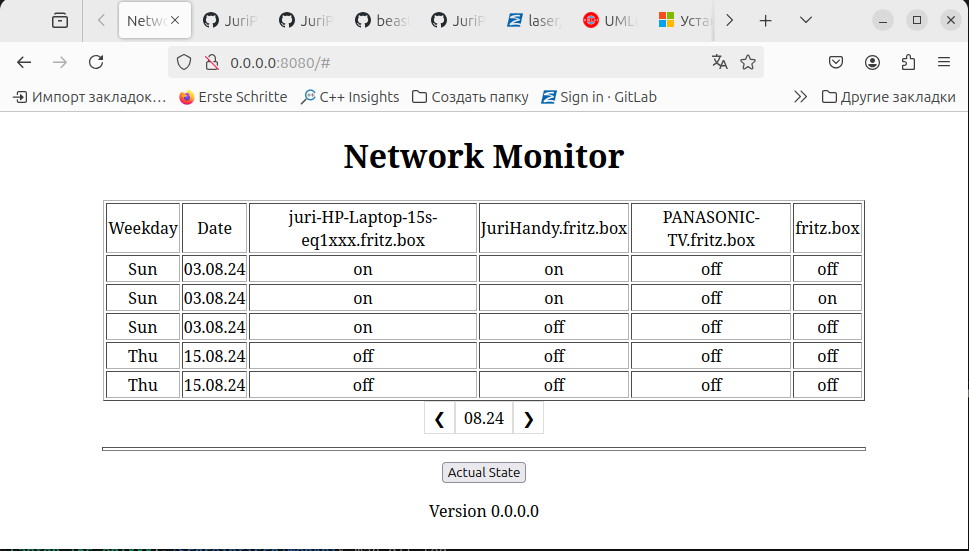 Netwo JuriP JuriP beas JuriP laser, UML Уста
0.0.0.0:8080/#
Импорт закладок… Erste Schritte C++ Insights Создать папку Sign in · GitLab Другие закладки
Network Monitor
Weekday Date juri-HP-Laptop-15s-eq1xxx.fritz.box JuriHandy.fritz.box PANASONIC-TV.fritz.box fritz.box
Sun 03.08.24 on on off off
Sun 03.08.24 on on off on
Sun 03.08.24 on off off off
Thu 15.08.24 off off off off
Thu 15.08.24 off off off off
❮ 08.24 ❯
Actual State
Version 0.0.0.0